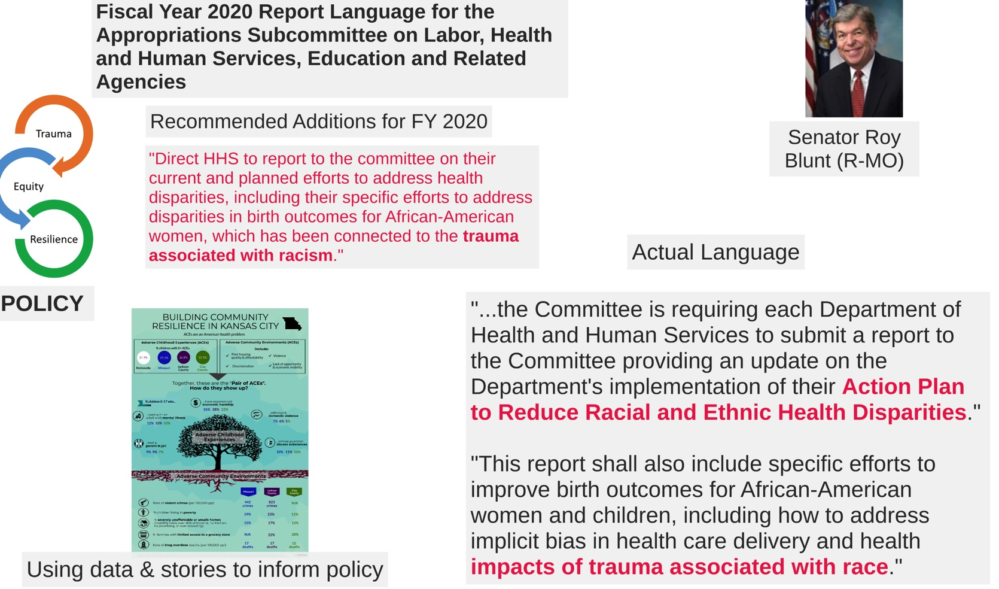 Fiscal Year 2020 Report Language for the
Appropriations Subcommittee on Labor, Health
and Human Services, Education and Related
Agencies
Senator Roy
Blunt (R-MO)
Trauma
Equity
Resilience
POLICY
Recommended Additions for FY 2020
"Direct HHS to report to the committee on their
current and planned efforts to address health
disparities, including their specific efforts to address
disparities in birth outcomes for African-American
women, which has been connected to the trauma
associated with racism."
Actual Language
"...the Committee is requiring each Department of
Health and Human Services to submit a report to
the Committee providing an update on the
Department's implementation of their Action Plan
to Reduce Racial and Ethnic Health Disparities."
"This report shall also include specific efforts to
improve birth outcomes for African-American
women and children, including how to address
implicit bias in health care delivery and health
impacts of trauma associated with race."
BUILDING COMMUNITY
RESILIENCE IN KANSAS CITY
ACEs are an American health problem.
Adverse Childhood Experiences (ACEs)
% children with 2+ ACEs:
21.7% 27.2%
Nationally Missouri Jackson County Clay County
Adverse Community Environments (ACEs)
include:
Poor housing quality & affordability
Violence
Discrimination
Lack of opportunity & economic mobility
Together, these are the "Pair of ACEs".
How do they show up?
% children 0-17 who...
...have experienced
economic hardship
26% 28% 22%
...lived with an
adult with mental illness
12% 10% 10%
...witnessed
domestic violence
7% 6% 5%
...had a
parent in jail
9% 9% 7%
...whose guardian
abuses substances
10% 11% 10%
Adverse Childhood
Experiences
Adverse Community Environments
Missouri Jackson County Clay County
Rate of violent crimes (per 100,000 ppl) 442 crimes 823 crimes N/A
% children living in poverty 19% 23% 11%
% severely unaffordable or unsafe homes
(monthly costs over 50% of income, no kitchen,
no plumbing, or over-crowding) 15% 17% 12%
% families with limited access to a grocery store N/A 22% 28%
Rate of drug overdose deaths (per 100,000 ppl) 17 deaths 17 deaths 15 deaths
Using data & stories to inform policy